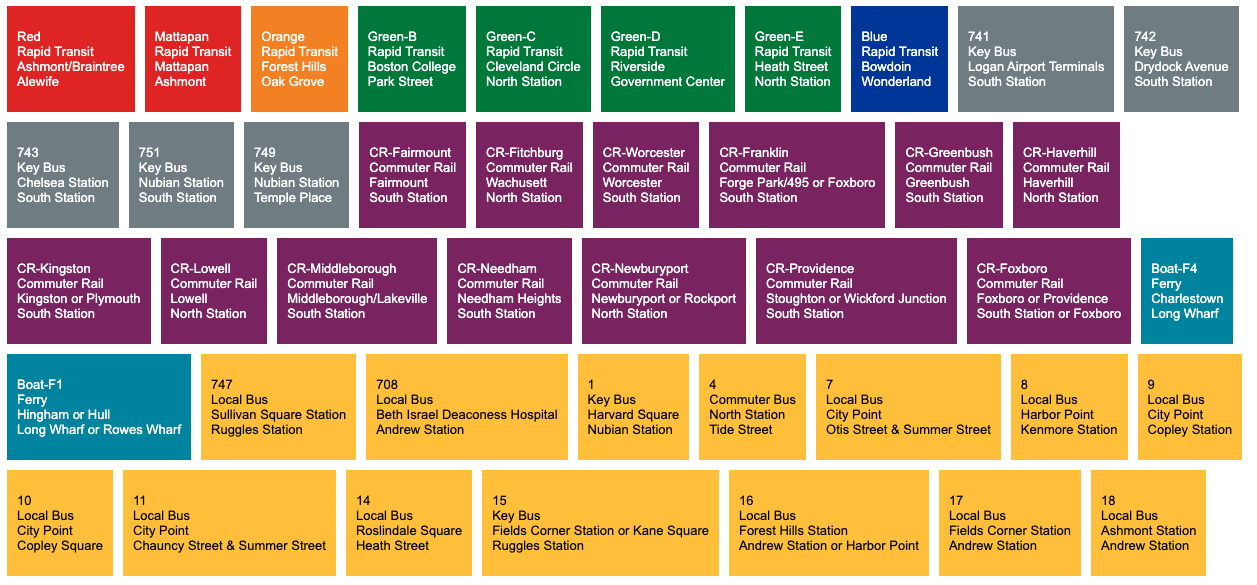 Red
Rapid Transit
Ashmont/Braintree
Alewife
Mattapan
Rapid Transit
Mattapan
Ashmont
Orange
Rapid Transit
Forest Hills
Oak Grove
Green-B
Rapid Transit
Boston College
Park Street
Green-C
Rapid Transit
Cleveland Circle
North Station
Green-D
Rapid Transit
Riverside
Government Center
Green-E
Rapid Transit
Heath Street
North Station
Blue
Rapid Transit
Bowdoin
Wonderland
741
Key Bus
Logan Airport Terminals
South Station
742
Key Bus
Drydock Avenue
South Station
743
Key Bus
Chelsea Station
South Station
751
Key Bus
Nubian Station
South Station
749
Key Bus
Nubian Station
Temple Place
CR-Fairmount
Commuter Rail
Fairmount
South Station
CR-Fitchburg
Commuter Rail
Wachusett
North Station
CR-Worcester
Commuter Rail
Worcester
South Station
CR-Franklin
Commuter Rail
Forge Park/495 or Foxboro
South Station
CR-Greenbush
Commuter Rail
Greenbush
South Station
CR-Haverhill
Commuter Rail
Haverhill
North Station
CR-Kingston
Commuter Rail
Kingston or Plymouth
South Station
CR-Lowell
Commuter Rail
Lowell
North Station
CR-Middleborough
Commuter Rail
Middleborough/Lakeville
South Station
CR-Needham
Commuter Rail
Needham Heights
South Station
CR-Newburyport
Commuter Rail
Newburyport or Rockport
North Station
CR-Providence
Commuter Rail
Stoughton or Wickford Junction
South Station
CR-Foxboro
Commuter Rail
Foxboro or Providence
South Station or Foxboro
Boat-F4
Ferry
Charlestown
Long Wharf
Boat-F1
Ferry
Hingham or Hull
Long Wharf or Rowes Wharf
747
Local Bus
Sullivan Square Station
Ruggles Station
708
Local Bus
Beth Israel Deaconess Hospital
Andrew Station
1
Key Bus
Harvard Square
Nubian Station
4
Commuter Bus
North Station
Tide Street
7
Local Bus
City Point
Otis Street & Summer Street
8
Local Bus
Harbor Point
Kenmore Station
9
Local Bus
City Point
Copley Station
10
Local Bus
City Point
Copley Square
11
Local Bus
City Point
Chauncy Street & Summer Street
14
Local Bus
Roslindale Square
Heath Street
15
Key Bus
Fields Corner Station or Kane Square
Ruggles Station
16
Local Bus
Forest Hills Station
Andrew Station or Harbor Point
17
Local Bus
Fields Corner Station
Andrew Station
18
Local Bus
Ashmont Station
Andrew Station